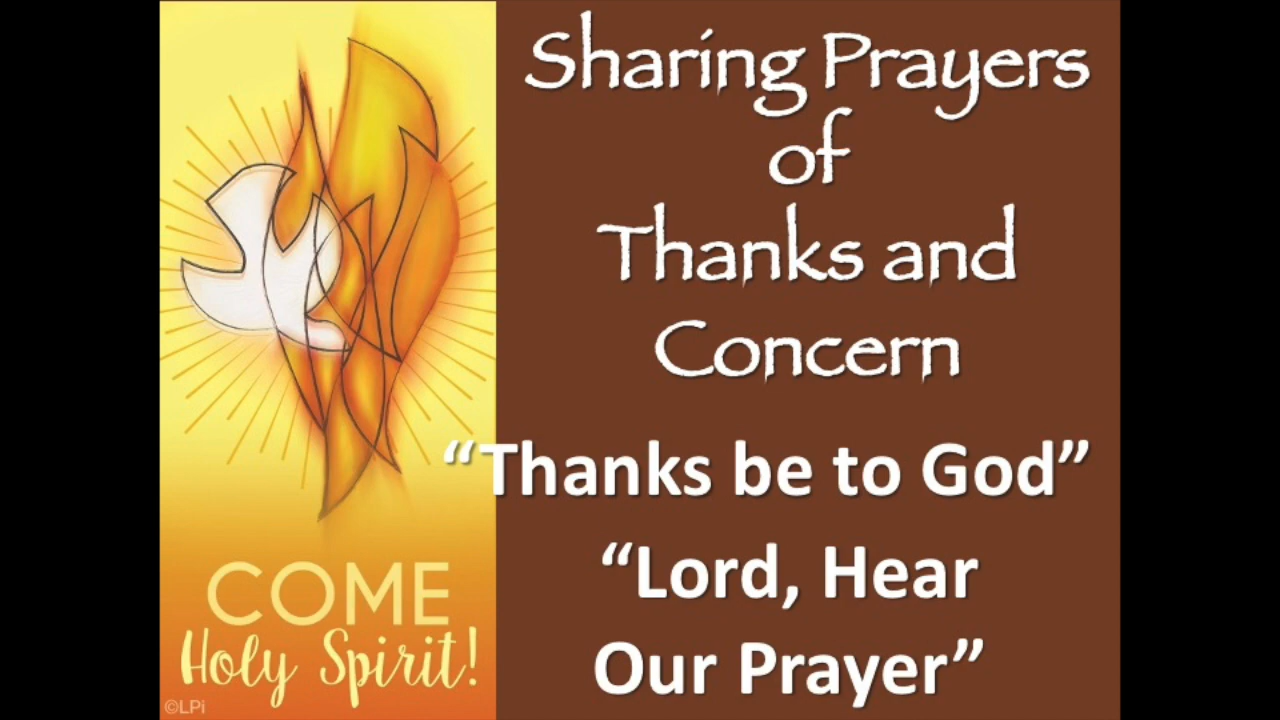 COME
Holy Spirit!
©LPi
Sharing Prayers
of
Thanks and
Concern
“Thanks be to God”
“Lord, Hear
Our Prayer”